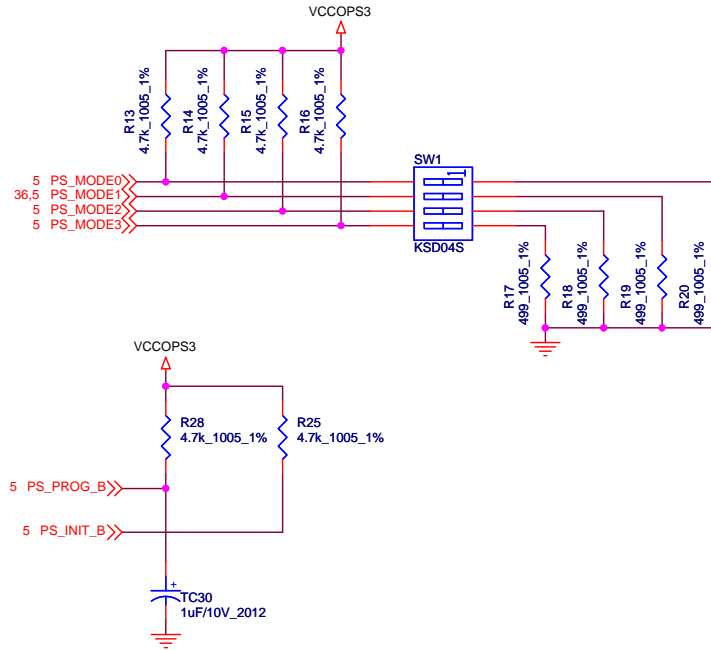 VCCOPS3
R13
4.7k_1005_1%
R14
4.7k_1005_1%
R15
4.7k_1005_1%
R16
4.7k_1005_1%
5 PS_MODE0
36,5 PS_MODE1
5 PS_MODE2
5 PS_MODE3
SW1
1
KSD04S
R17
499_1005_1%
R18
499_1005_1%
R19
499_1005_1%
R20
499_1005_1%
VCCOPS3
R28
4.7k_1005_1%
R25
4.7k_1005_1%
5 PS_PROG_B
5 PS_INIT_B
+
TC30
1uF/10V_2012